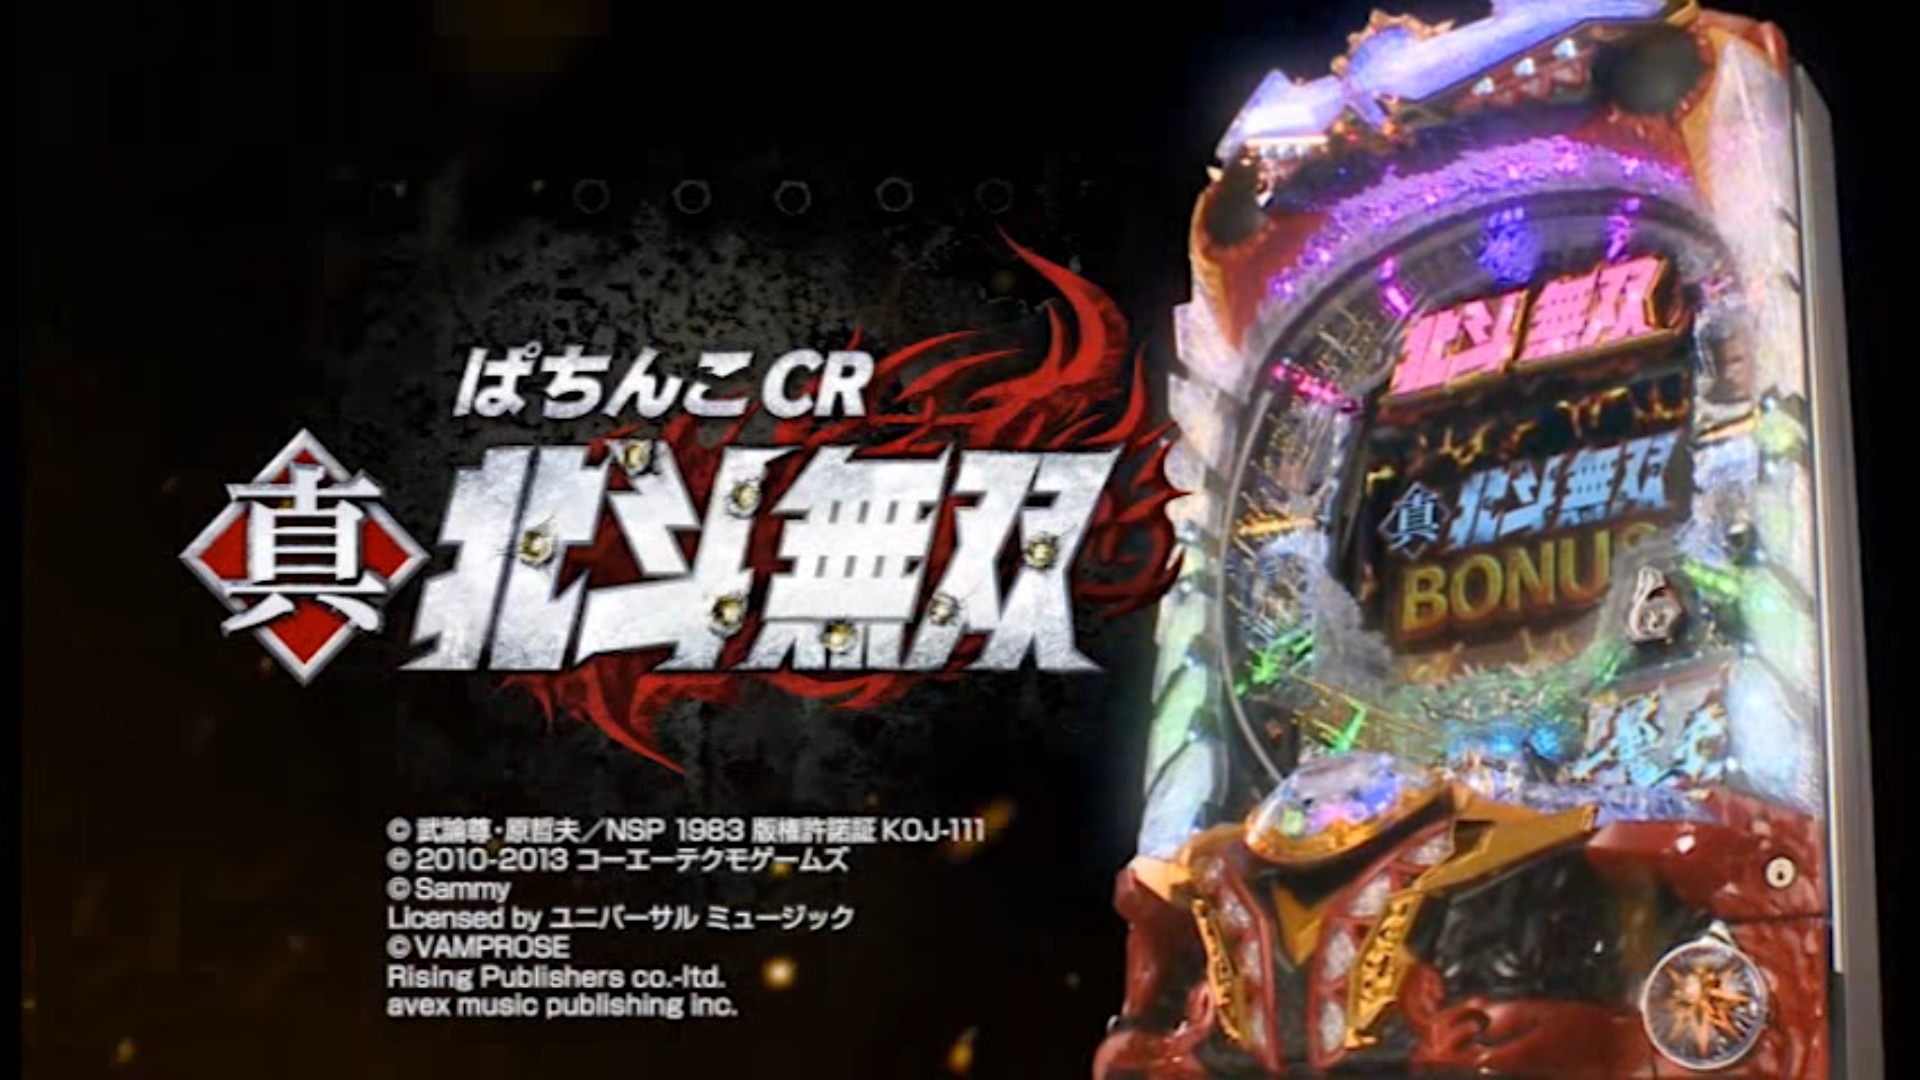 ぱちんこCR
真 北斗無双
© 武論尊・原哲夫／NSP 1983 版権許諾証 KOJ-111
© 2010-2013 コーエーテクモゲームズ
© Sammy
Licensed by ユニバーサル ミュージック
© VAMPROSE
Rising Publishers co.-ltd.
avex music publishing inc.
北斗無双
真 北斗無双
BONUS